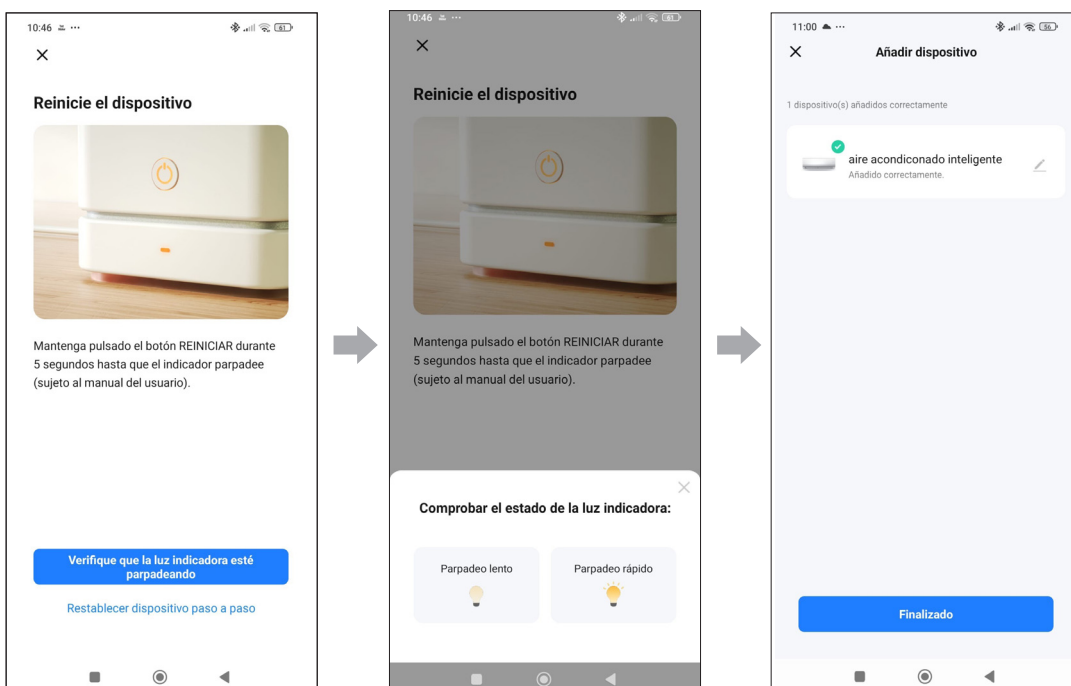 10:46
61
Reinicie el dispositivo
Mantenga pulsado el botón REINICIAR durante
5 segundos hasta que el indicador parpadee
(sujeto al manual del usuario).
Verifique que la luz indicadora esté
parpadeando
Restablecer dispositivo paso a paso
10:46
61
Reinicie el dispositivo
Mantenga pulsado el botón REINICIAR durante
5 segundos hasta que el indicador parpadee
(sujeto al manual del usuario).
Comprobar el estado de la luz indicadora:
Parpadeo lento
Parpadeo rápido
11:00
56
Añadir dispositivo
1 dispositivo(s) añadidos correctamente
aire acondiconado inteligente
Añadido correctamente.
Finalizado